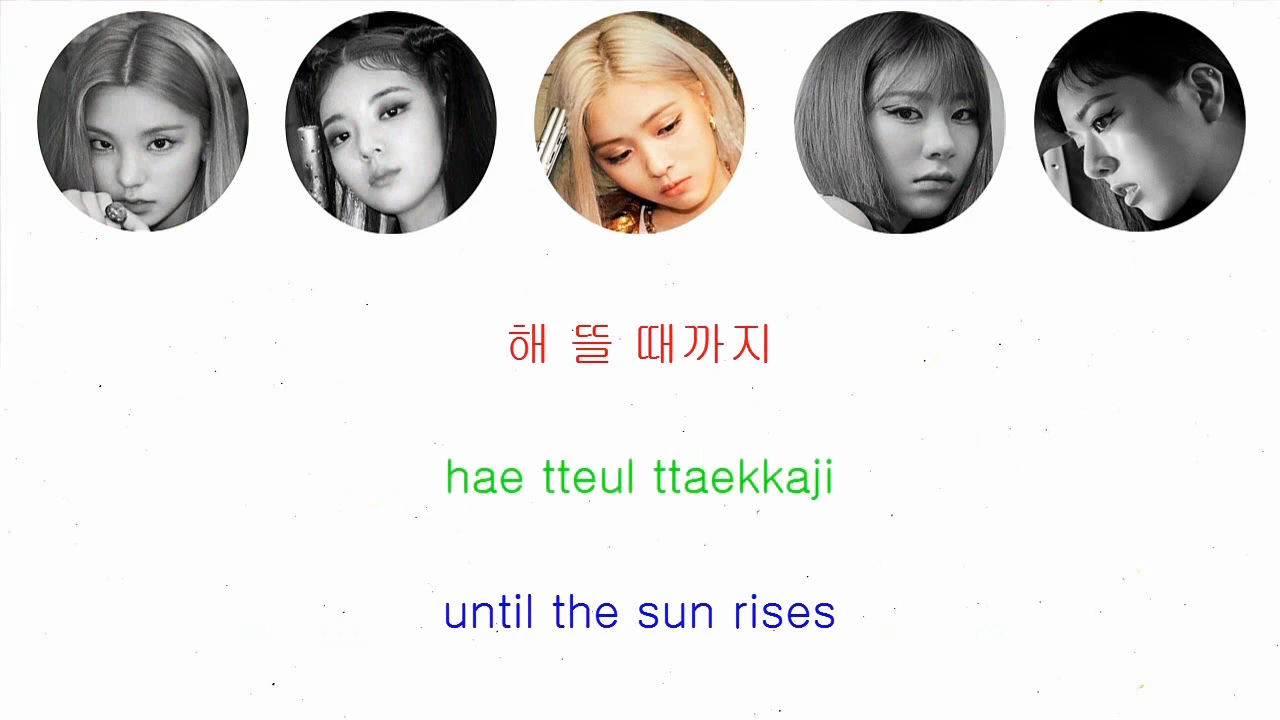 해 뜰 때까지
hae tteul ttaekkaji
until the sun rises